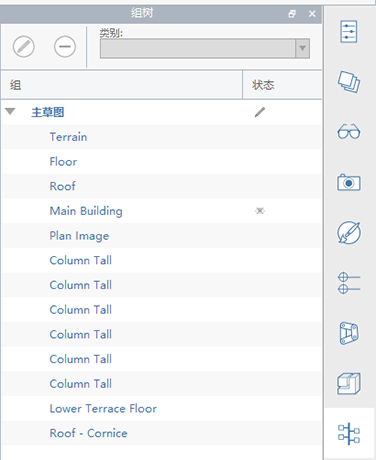 组树
类别:
组 状态
主草图
Terrain
Floor
Roof
Main Building
Plan Image
Column Tall
Column Tall
Column Tall
Column Tall
Column Tall
Column Tall
Lower Terrace Floor
Roof - Cornice